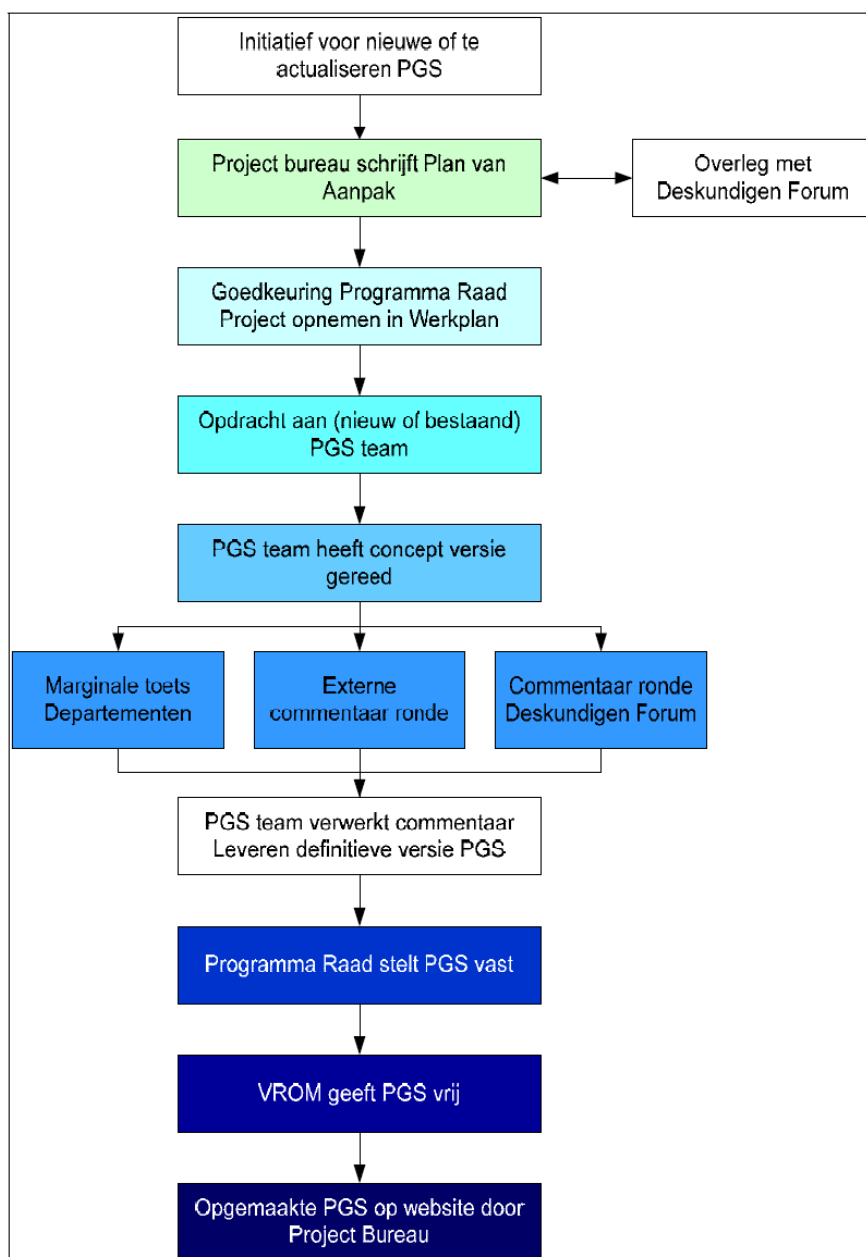 Initiatief voor nieuwe of te
actualiseren PGS
Project bureau schrijft Plan van
Aanpak
Overleg met
Deskundigen Forum
Goedkeuring Programma Raad
Project opnemen in Werkplan
Opdracht aan (nieuw of bestaand)
PGS team
PGS team heeft concept versie
gereed
Marginale toets
Departementen
Externe
commentaar ronde
Commentaar ronde
Deskundigen Forum
PGS team verwerkt commentaar
Leveren definitieve versie PGS
Programma Raad stelt PGS vast
VROM geeft PGS vrij
Opgemaakte PGS op website door
Project Bureau